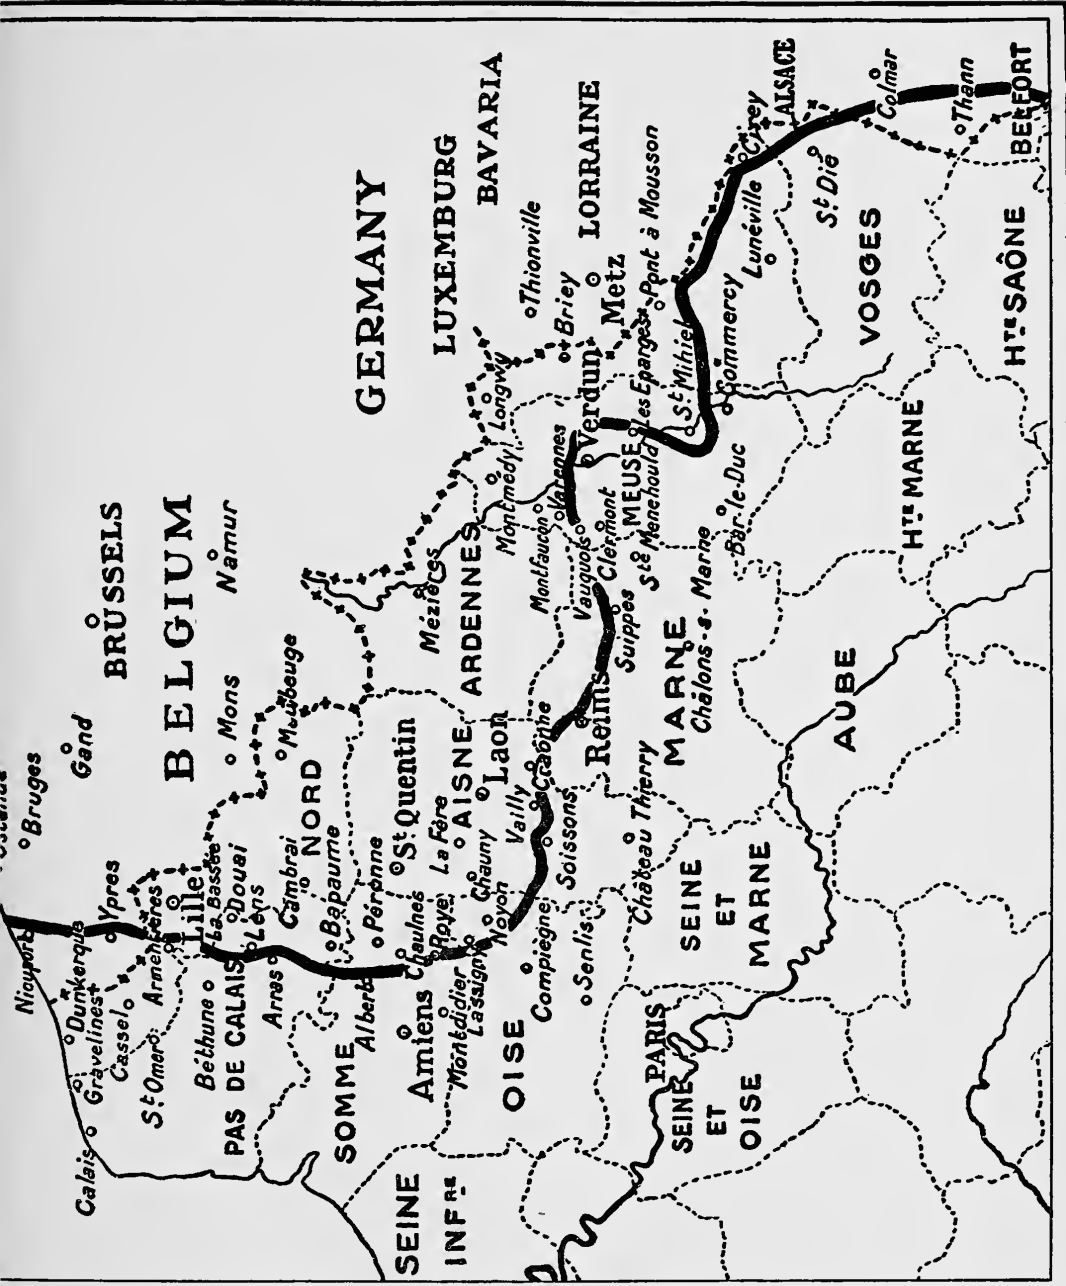 Bruges
Gand
BRUSSELS
BELGIUM
Namur
Mons
Maubeuge
GERMANY
LUXEMBURG
BAVARIA
LORRAINE
ALSACE
Thionville
Briey
Metz
Pont à Mousson
Cirey
Colmar
Thann
BELFORT
St Dié
Lunéville
VOSGES
HTE SAÔNE
Longwy
Montmédy
Verdun
Les Eparges
St Mihiel
Commercy
Varennes
Montfaucon
Vauquois
Clermont
MEUSE
Ste Menehould
Bar-le-Duc
HTE MARNE
Mézières
ARDENNES
Suippes
MARNE
Châlons-s-Marne
AUBE
Nieuport
Ypres
Dunkerque
Gravelines
Cassel
Calais
St Omer
Armentières
Lille
La Bassée
Douai
Lens
Béthune
PAS DE CALAIS
Arras
Cambrai
NORD
Bapaume
Péronne
Albert
SOMME
St Quentin
Amiens
Chaulnes
Roye
La Fère
AISNE
Laon
Chauny
Noyon
Montdidier
Lassigny
OISE
Vailly
Craonne
Reims
Soissons
Compiègne
Senlis
Château Thierry
SEINE
ET
MARNE
PARIS
SEINE
ET
OISE
SEINE
INFRE